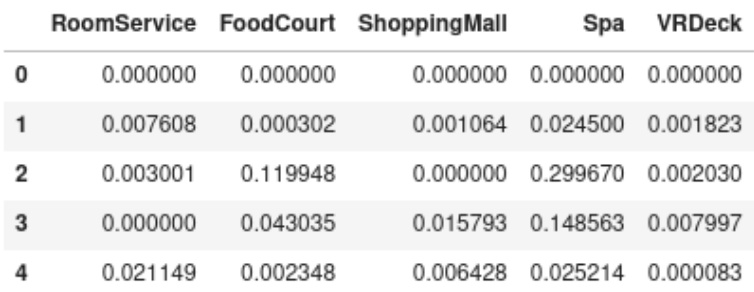 RoomService FoodCourt ShoppingMall Spa VRDeck
0 0.000000 0.000000 0.000000 0.000000 0.000000
1 0.007608 0.000302 0.001064 0.024500 0.001823
2 0.003001 0.119948 0.000000 0.299670 0.002030
3 0.000000 0.043035 0.015793 0.148563 0.007997
4 0.021149 0.002348 0.006428 0.025214 0.000083